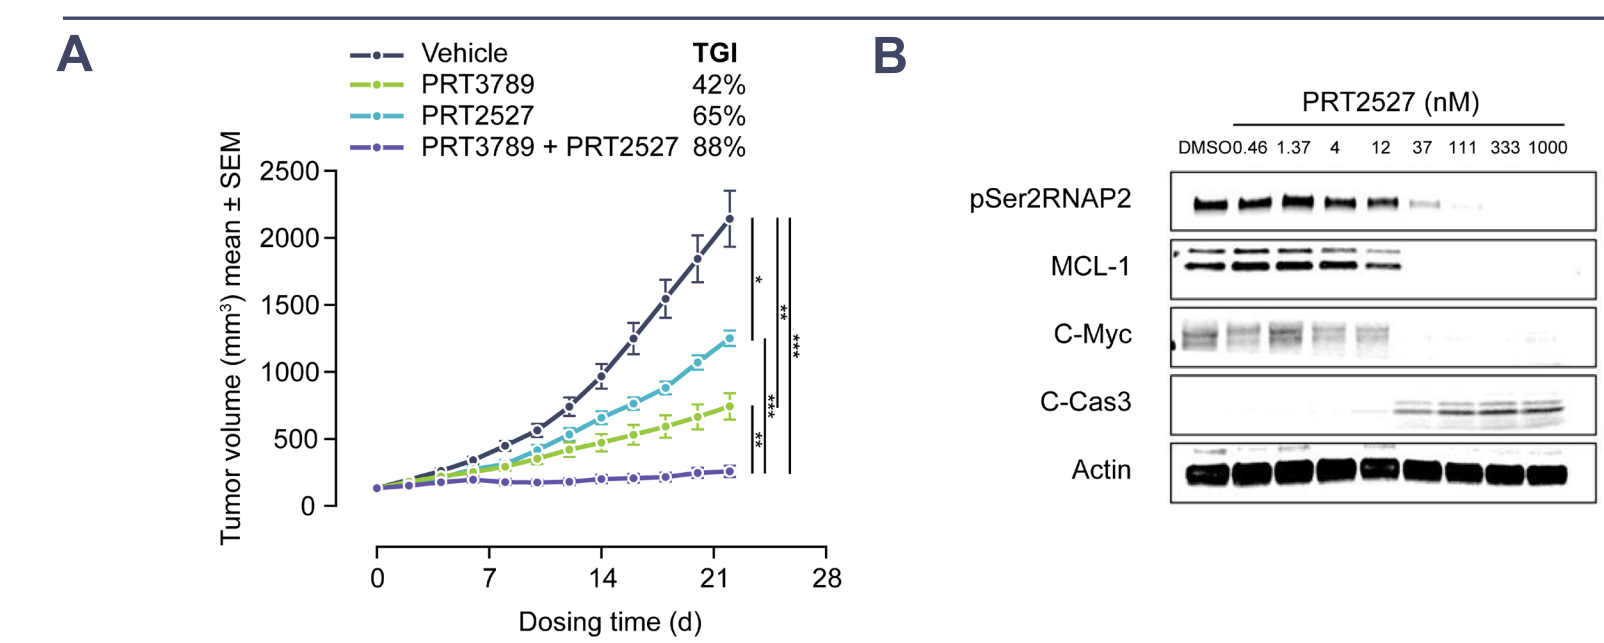 A
Vehicle TGI
PRT3789 42%
PRT2527 65%
PRT3789 + PRT2527 88%
Tumor volume (mm³) mean ± SEM
2500
2000
1500
1000
500
0
*
**
***
***
**
0 7 14 21 28
Dosing time (d)
B
PRT2527 (nM)
DMSO 0.46 1.37 4 12 37 111 333 1000
pSer2RNAP2
MCL-1
C-Myc
C-Cas3
Actin